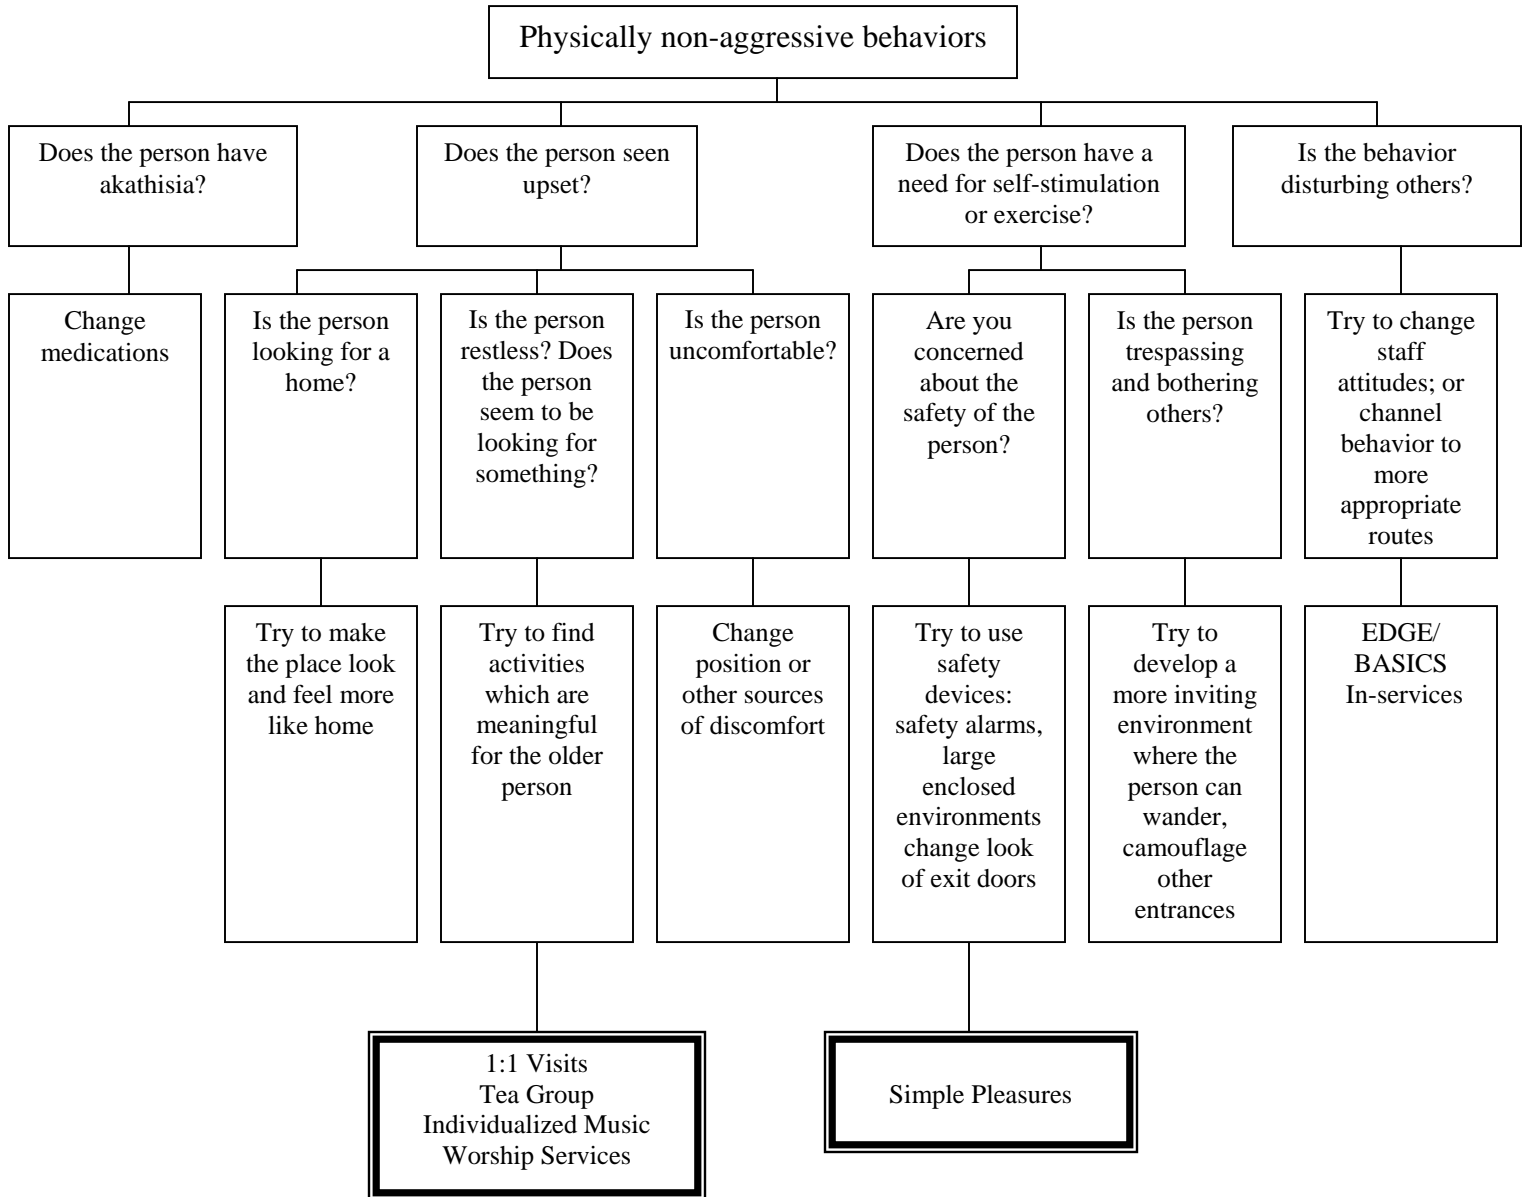 Physically non-aggressive behaviors
Does the person have
akathisia?
Does the person seen
upset?
Does the person have a
need for self-stimulation
or exercise?
Is the behavior
disturbing others?
Change
medications
Is the person
looking for a
home?
Is the person
restless? Does
the person
seem to be
looking for
something?
Is the person
uncomfortable?
Are you
concerned
about the
safety of the
person?
Is the person
trespassing
and bothering
others?
Try to change
staff
attitudes; or
channel
behavior to
more
appropriate
routes
Try to make
the place look
and feel more
like home
Try to find
activities
which are
meaningful
for the older
person
Change
position or
other sources
of discomfort
Try to use
safety
devices:
safety alarms,
large
enclosed
environments
change look
of exit doors
Try to
develop a
more inviting
environment
where the
person can
wander,
camouflage
other
entrances
EDGE/
BASICS
In-services
1:1 Visits
Tea Group
Individualized Music
Worship Services
Simple Pleasures